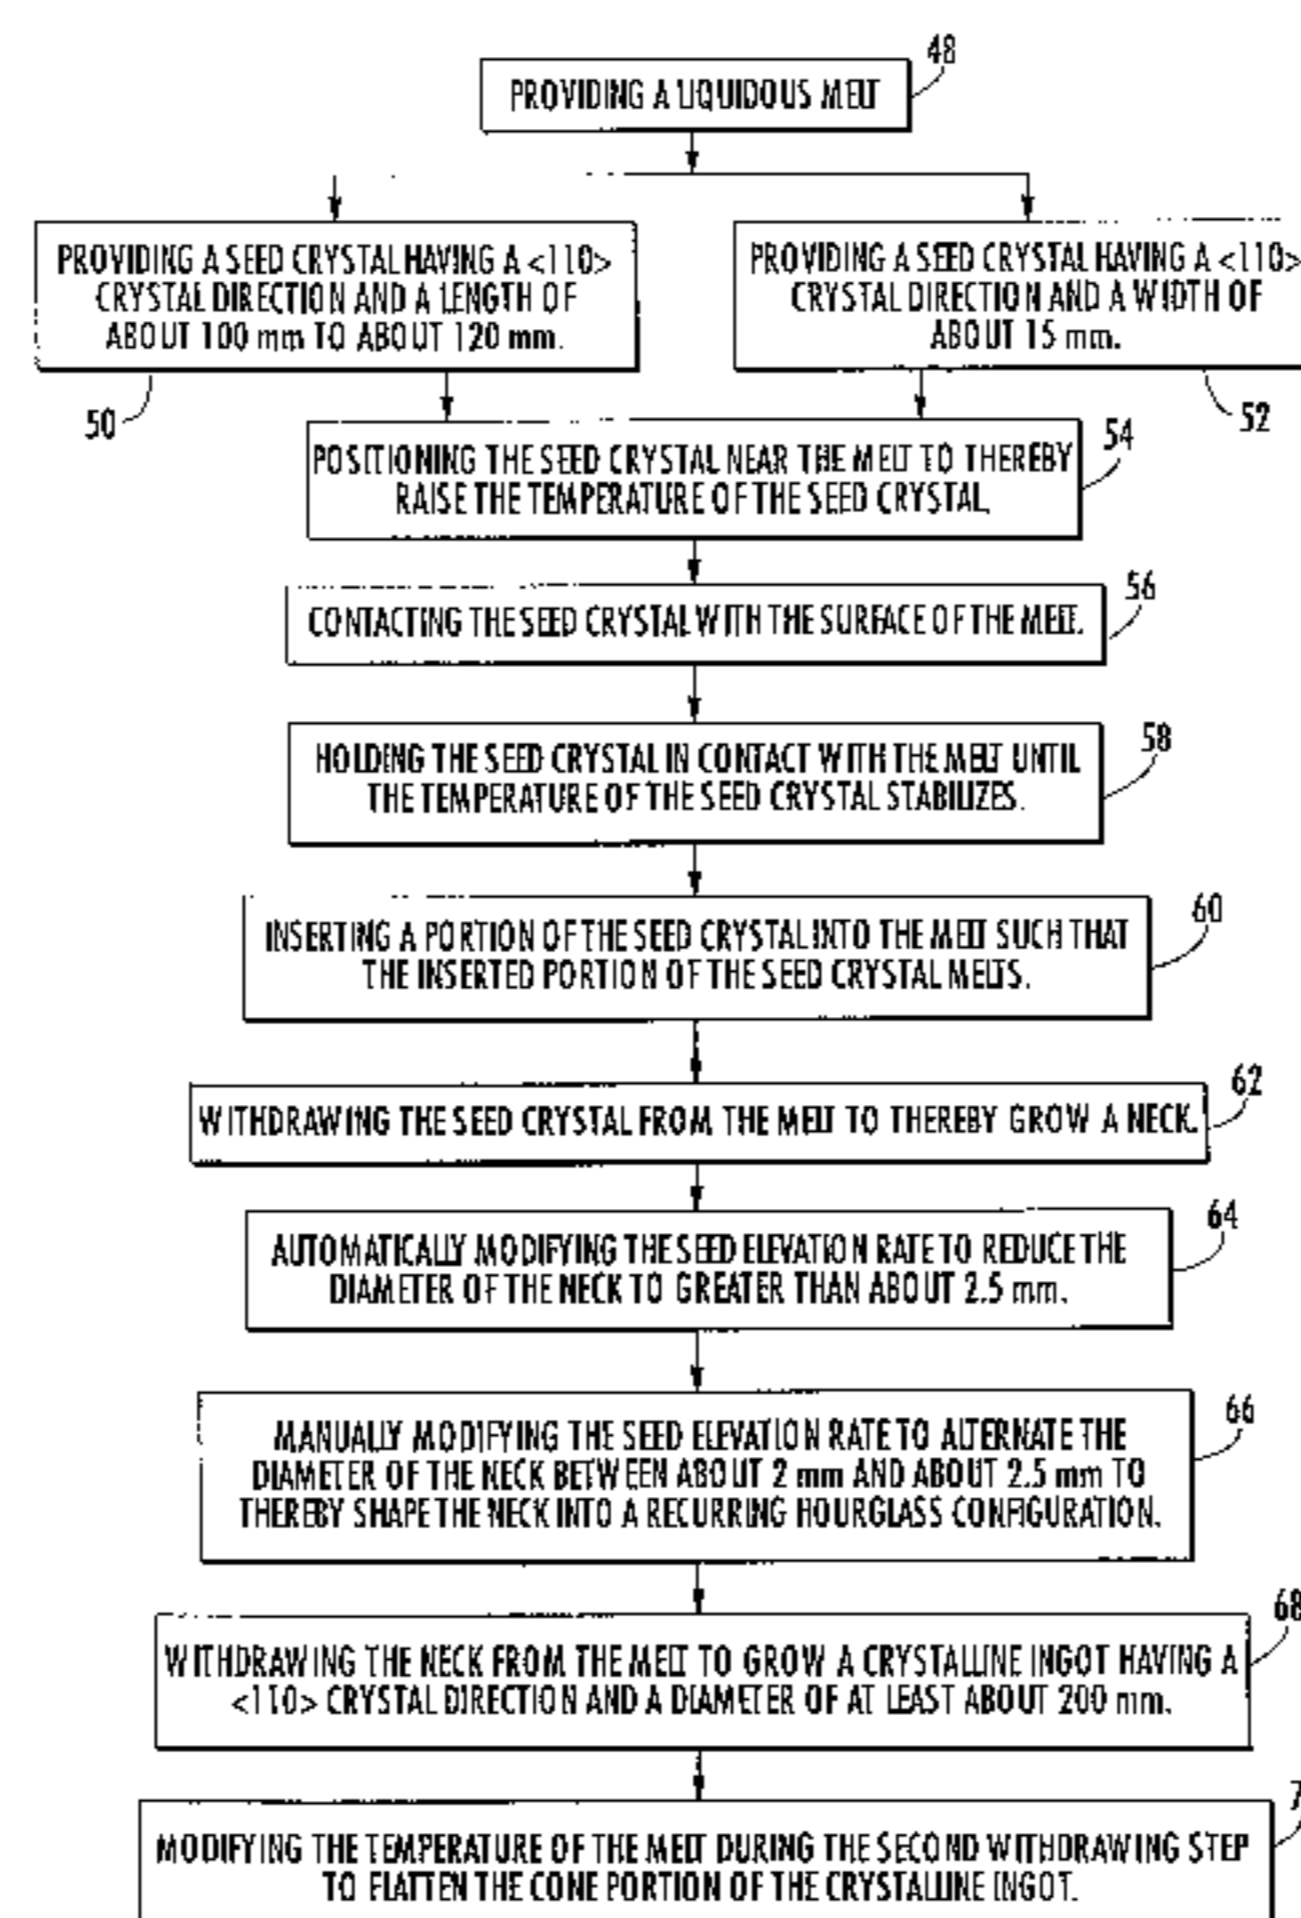 48
PROVIDING A LIQUIDOUS MELT
PROVIDING A SEED CRYSTAL HAVING A <110>
CRYSTAL DIRECTION AND A LENGTH OF
ABOUT 100 mm TO ABOUT 120 mm.
50
PROVIDING A SEED CRYSTAL HAVING A <110>
CRYSTAL DIRECTION AND A WIDTH OF
ABOUT 15 mm.
52
54
POSITIONING THE SEED CRYSTAL NEAR THE MELT TO THEREBY
RAISE THE TEMPERATURE OF THE SEED CRYSTAL.
56
CONTACTING THE SEED CRYSTAL WITH THE SURFACE OF THE MELT.
58
HOLDING THE SEED CRYSTAL IN CONTACT WITH THE MELT UNTIL
THE TEMPERATURE OF THE SEED CRYSTAL STABILIZES.
60
INSERTING A PORTION OF THE SEED CRYSTAL INTO THE MELT SUCH THAT
THE INSERTED PORTION OF THE SEED CRYSTAL MELTS.
62
WITHDRAWING THE SEED CRYSTAL FROM THE MELT TO THEREBY GROW A NECK.
64
AUTOMATICALLY MODIFYING THE SEED ELEVATION RATE TO REDUCE THE
DIAMETER OF THE NECK TO GREATER THAN ABOUT 2.5 mm.
66
MANUALLY MODIFYING THE SEED ELEVATION RATE TO ALTERNATE THE
DIAMETER OF THE NECK BETWEEN ABOUT 2 mm AND ABOUT 2.5 mm TO
THEREBY SHAPE THE NECK INTO A RECURRING HOURGLASS CONFIGURATION.
68
WITHDRAWING THE NECK FROM THE MELT TO GROW A CRYSTALLINE INGOT HAVING A
<110> CRYSTAL DIRECTION AND A DIAMETER OF AT LEAST ABOUT 200 mm.
MODIFYING THE TEMPERATURE OF THE MELT DURING THE SECOND WITHDRAWING STEP
TO FLATTEN THE CONE PORTION OF THE CRYSTALLINE INGOT.